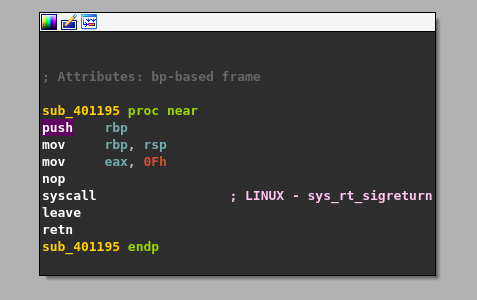 ; Attributes: bp-based frame
sub_401195 proc near
push    rbp
mov     rbp, rsp
mov     eax, 0Fh
nop
syscall                 ; LINUX - sys_rt_sigreturn
leave
retn
sub_401195 endp